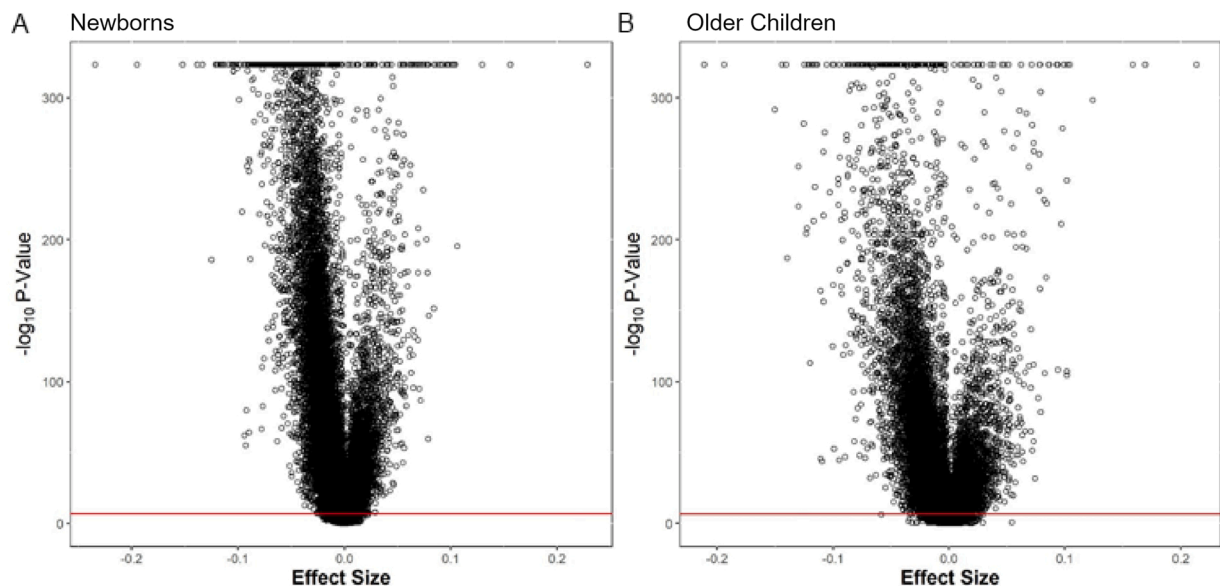 A Newborns
B Older Children
-log10 P-Value
300
200
100
0
-0.2 -0.1 0.0 0.1 0.2
Effect Size
-log10 P-Value
300
200
100
0
-0.2 -0.1 0.0 0.1 0.2
Effect Size